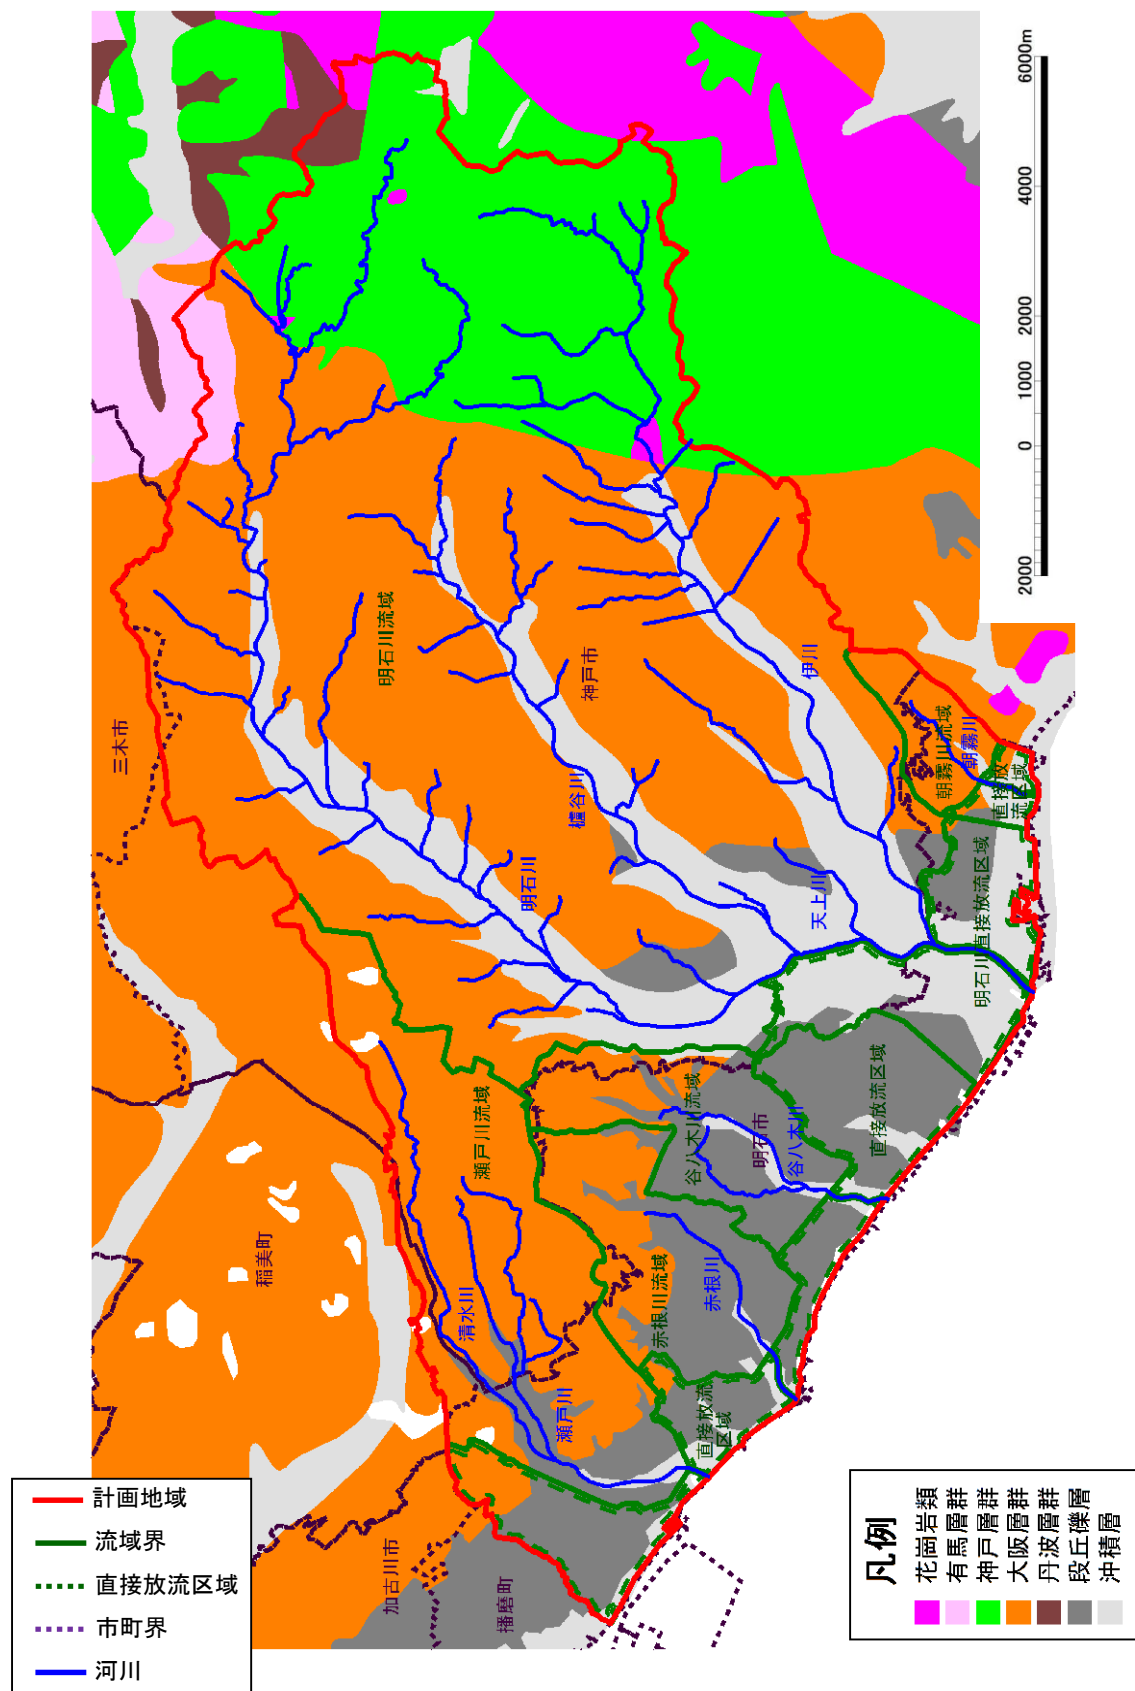 6000m
4000
2000
1000
0
2000
三木市
明石川流域
神戸市
伊川
櫨谷川
明石川
天上川
朝霧川流域
朝霧川
直接放
流区域
明石川直接放流区域
直接放流区域
瀬戸川流域
谷八木川流域
明石市
谷八木川
稲美町
清水川
赤根川流域
赤根川
瀬戸川
直接放流
区域
加古川市
播磨町
計画地域
流域界
直接放流区域
市町界
河川
凡例
花崗岩類
有馬層群
神戸層群
大阪層群
丹波層群
段丘礫層
沖積層